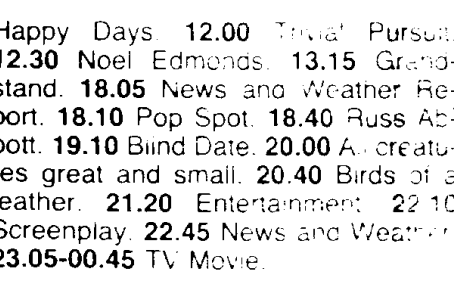 Happy Days. 12.00 Trivial Pursuit.
12.30 Noel Edmonds. 13.15 Grand-
stand. 18.05 News and Weather Re-
port. 18.10 Pop Spot. 18.40 Russ Ab-
bott. 19.10 Blind Date. 20.00 All creatu-
res great and small. 20.40 Birds of a
feather. 21.20 Entertainment 22.10
Screenplay. 22.45 News and Weather.
23.05-00.45 TV Movie.